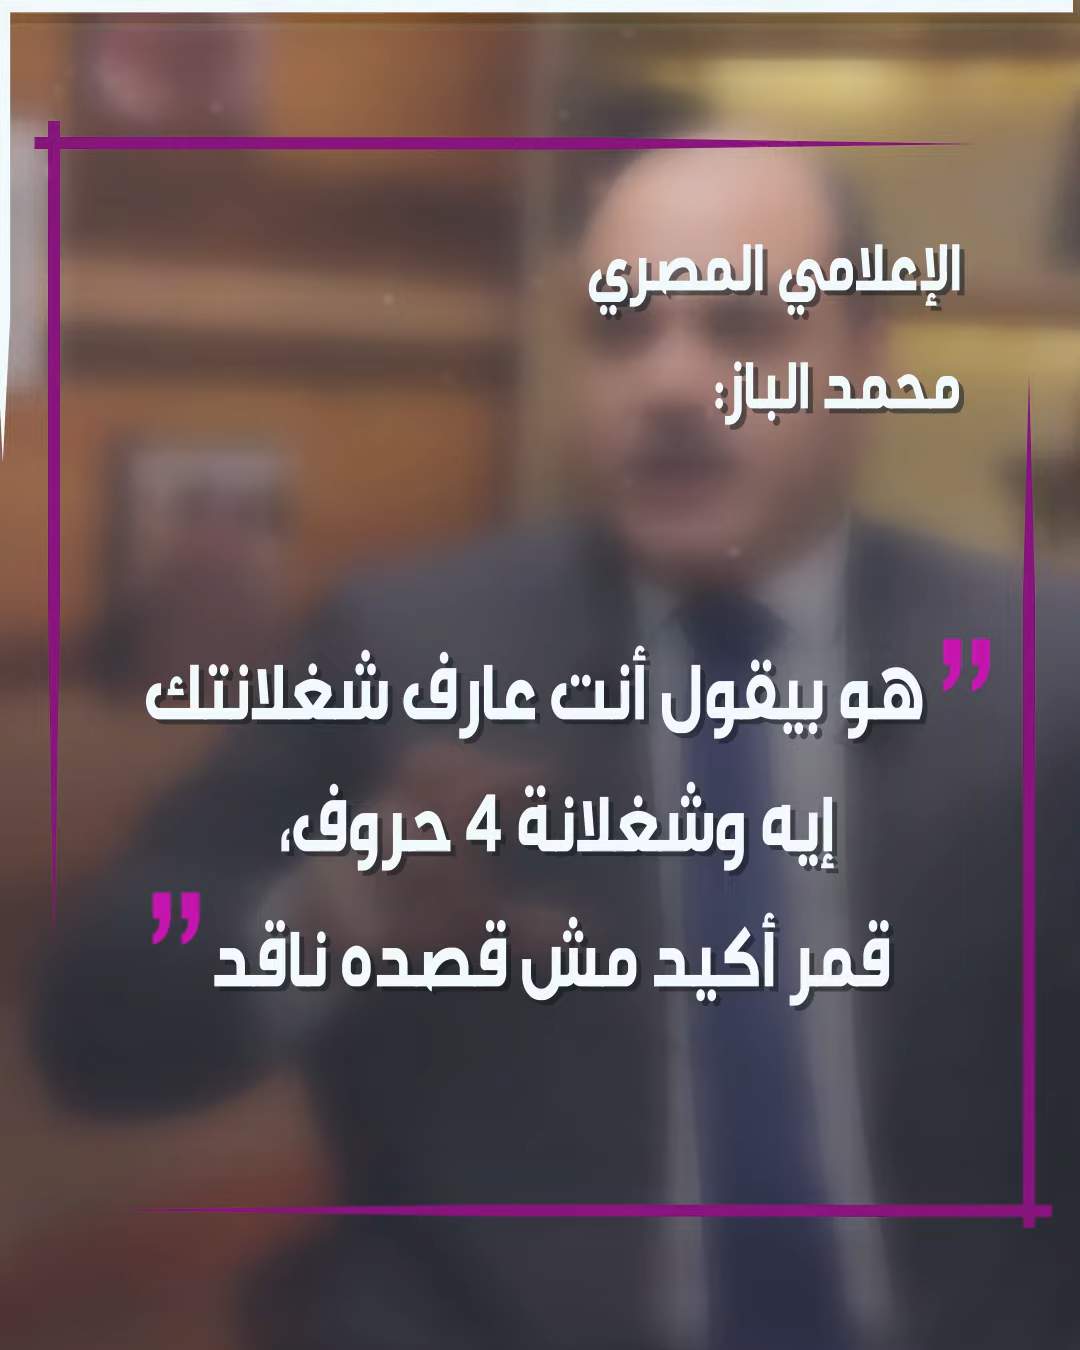 الإعلامي المصري
محمد الباز:
" هو بيقول أنت عارف شغلانتك
إيه وشغلانة 4 حروف،
قمر أكيد مش قصده ناقد "